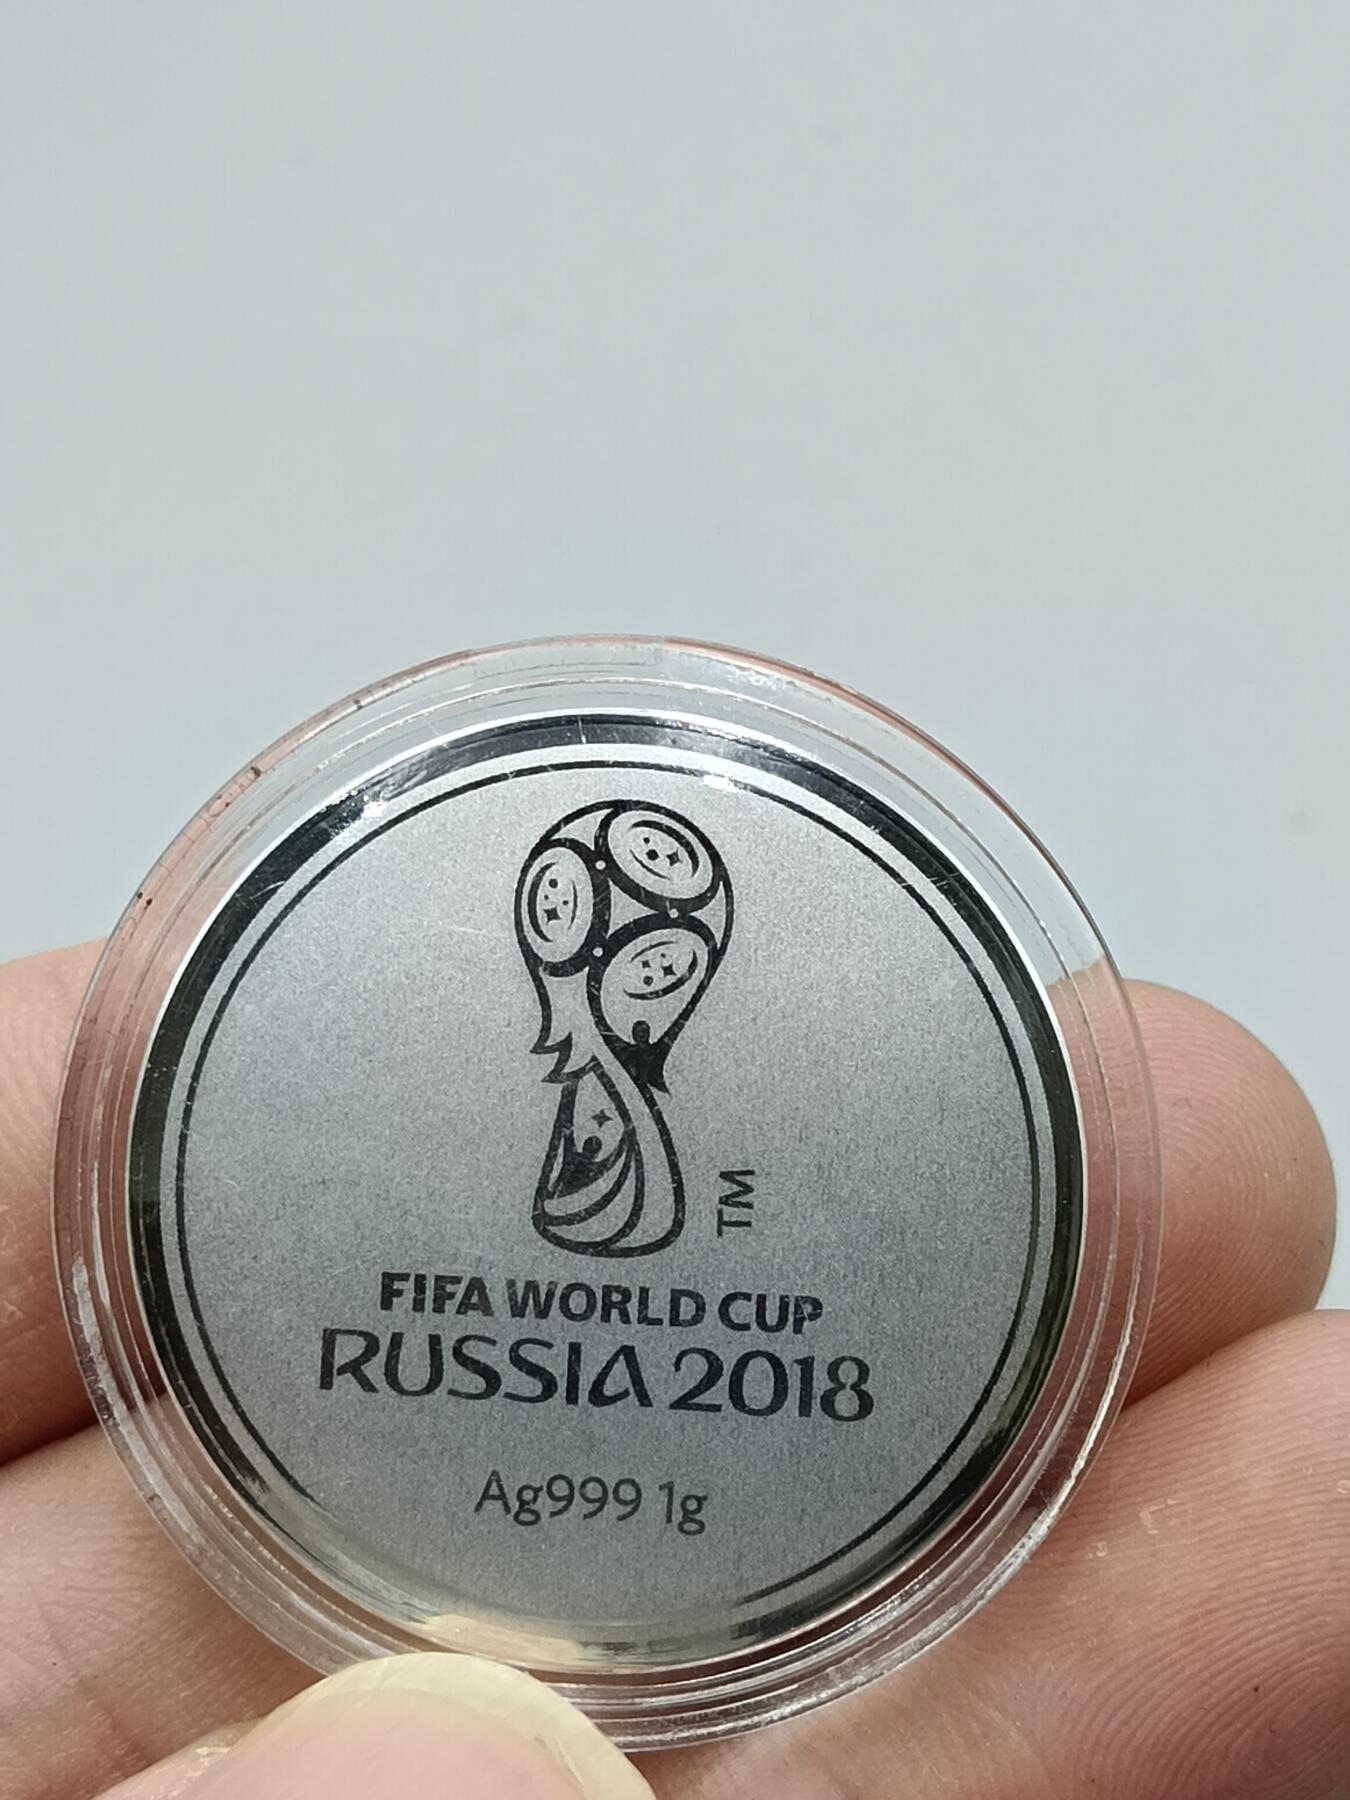 TM
FIFA WORLD CUP
RUSSIA 2018
Ag999 1g